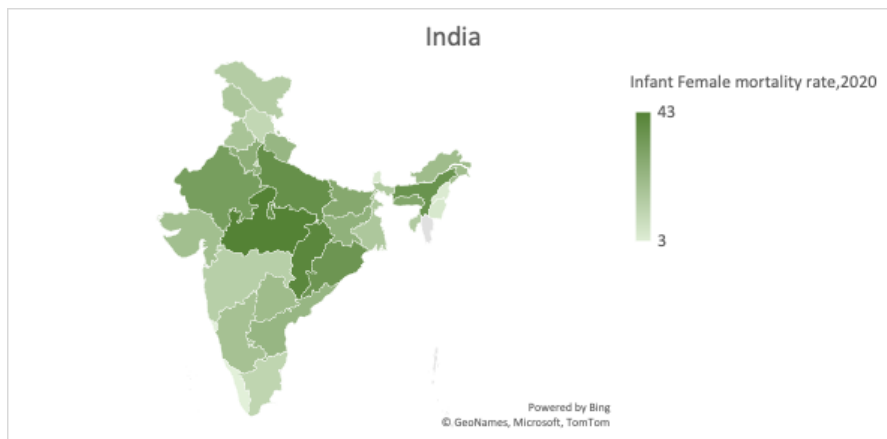 India
Infant Female mortality rate,2020
43
3
Powered by Bing
© GeoNames, Microsoft, TomTom